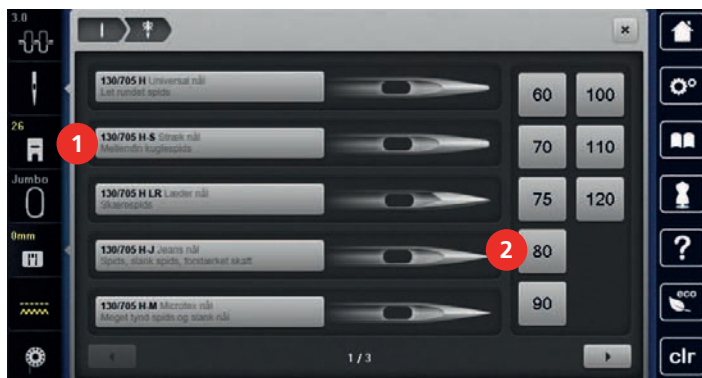 3.0
26
Jumbo
0mm
1
130/705 H Universal nål
Let rundet spids
130/705 H-S Stræk nål
Mellemfin kuglespids
130/705 H LR Læder nål
Skærespids
130/705 H-J Jeans nål
Spids, slank spids, forstærket skaft
130/705 H-M Microtex nål
Meget tynd spids og slank nål
1 / 3
2
60 100
70 110
75 120
80
90
?
eco
clr